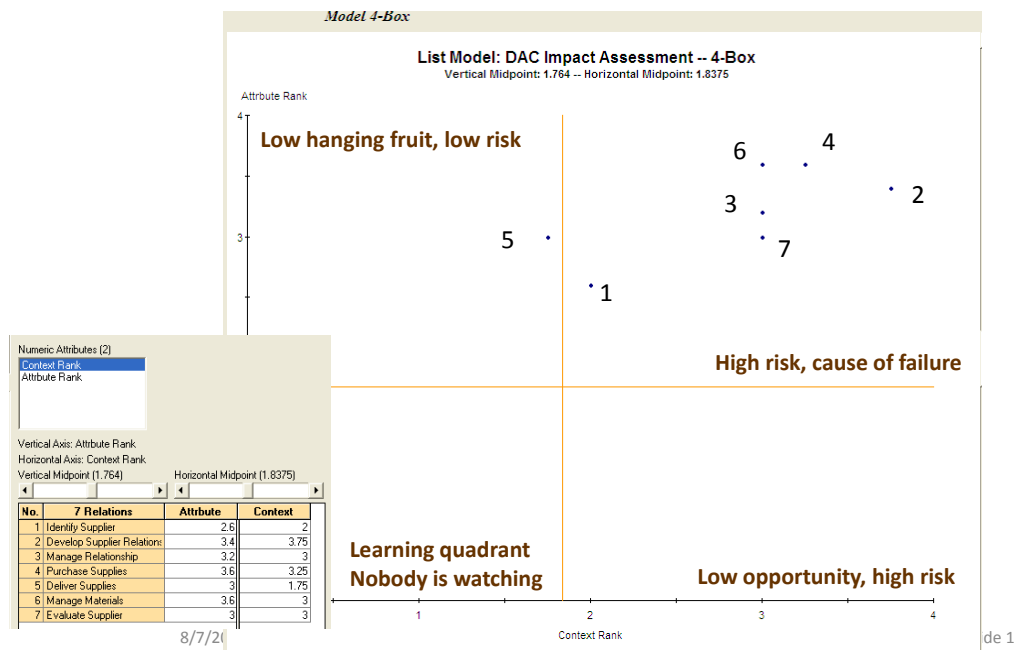 Model 4-Box
List Model: DAC Impact Assessment -- 4-Box
Vertical Midpoint: 1.764 -- Horizontal Midpoint: 1.8375
Attrbute Rank
4
Low hanging fruit, low risk
6
4
2
3
3
5
7
1
High risk, cause of failure
Learning quadrant
Nobody is watching
Low opportunity, high risk
1
2
3
4
Context Rank
Numeric Attributes (2)
Context Rank
Attrbute Rank
Vertical Axis: Attrbute Rank
Horizontal Axis: Context Rank
Vertical Midpoint (1.764) Horizontal Midpoint (1.8375)
No. 7 Relations Attribute Context
1 Identify Supplier 2.6 2
2 Develop Supplier Relations 3.4 3.75
3 Manage Relationship 3.2 3
4 Purchase Supplies 3.6 3.25
5 Deliver Supplies 3 1.75
6 Manage Materials 3.6 3
7 Evaluate Supplier 3 3
8/7/20
de 1